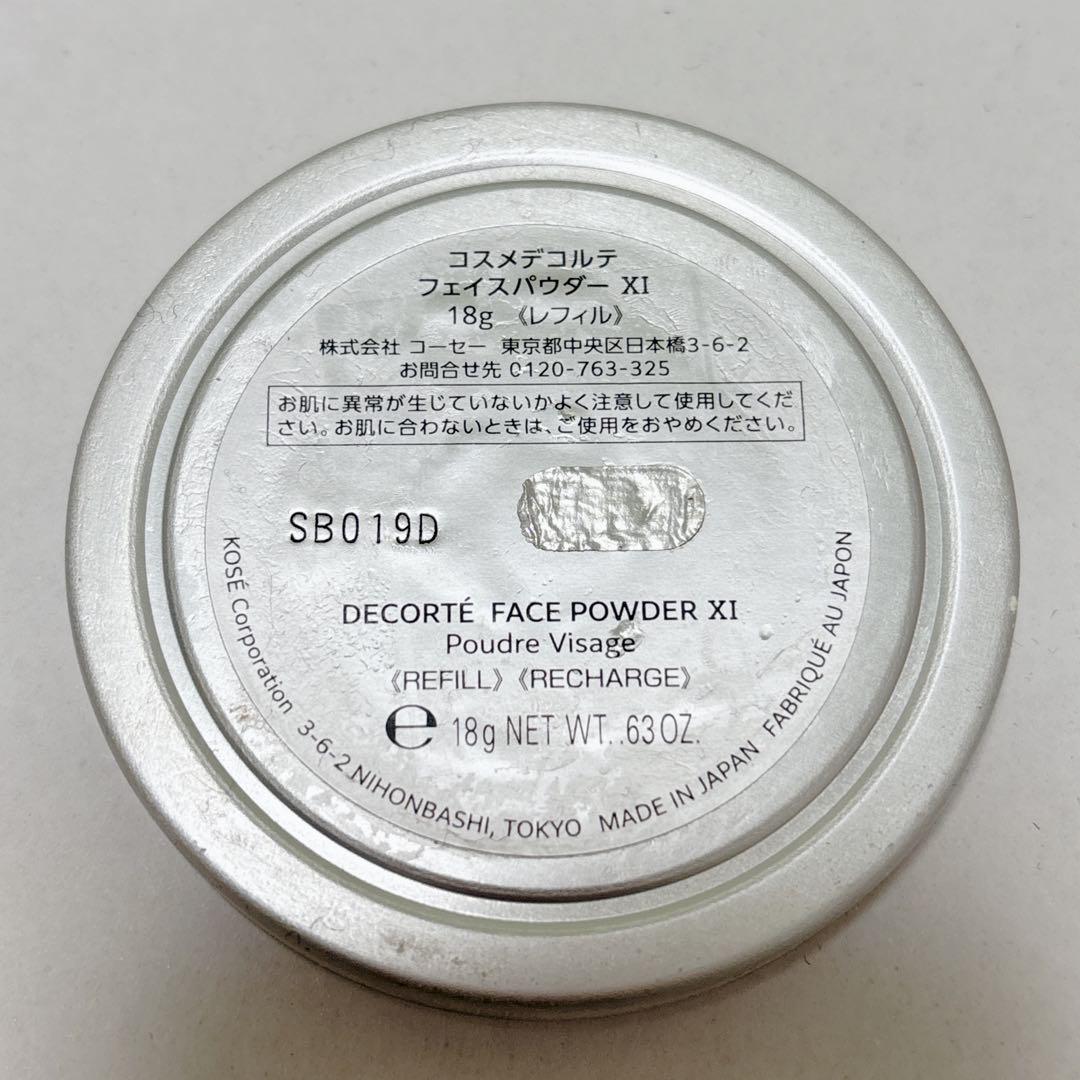 コスメデコルテ
フェイスパウダー XI
18g 《レフィル》
株式会社 コーセー 東京都中央区日本橋3-6-2
お問合せ先 0120-763-325
お肌に異常が生じていないかよく注意して使用してくだ
さい。お肌に合わないときは、ご使用をおやめください。
SB019D
DECORTÉ FACE POWDER XI
Poudre Visage
《REFILL》《RECHARGE》
℮ 18g NET WT. .63 OZ.
KOSÉ Corporation 3-6-2 NIHONBASHI, TOKYO MADE IN JAPAN FABRIQUÉ AU JAPON